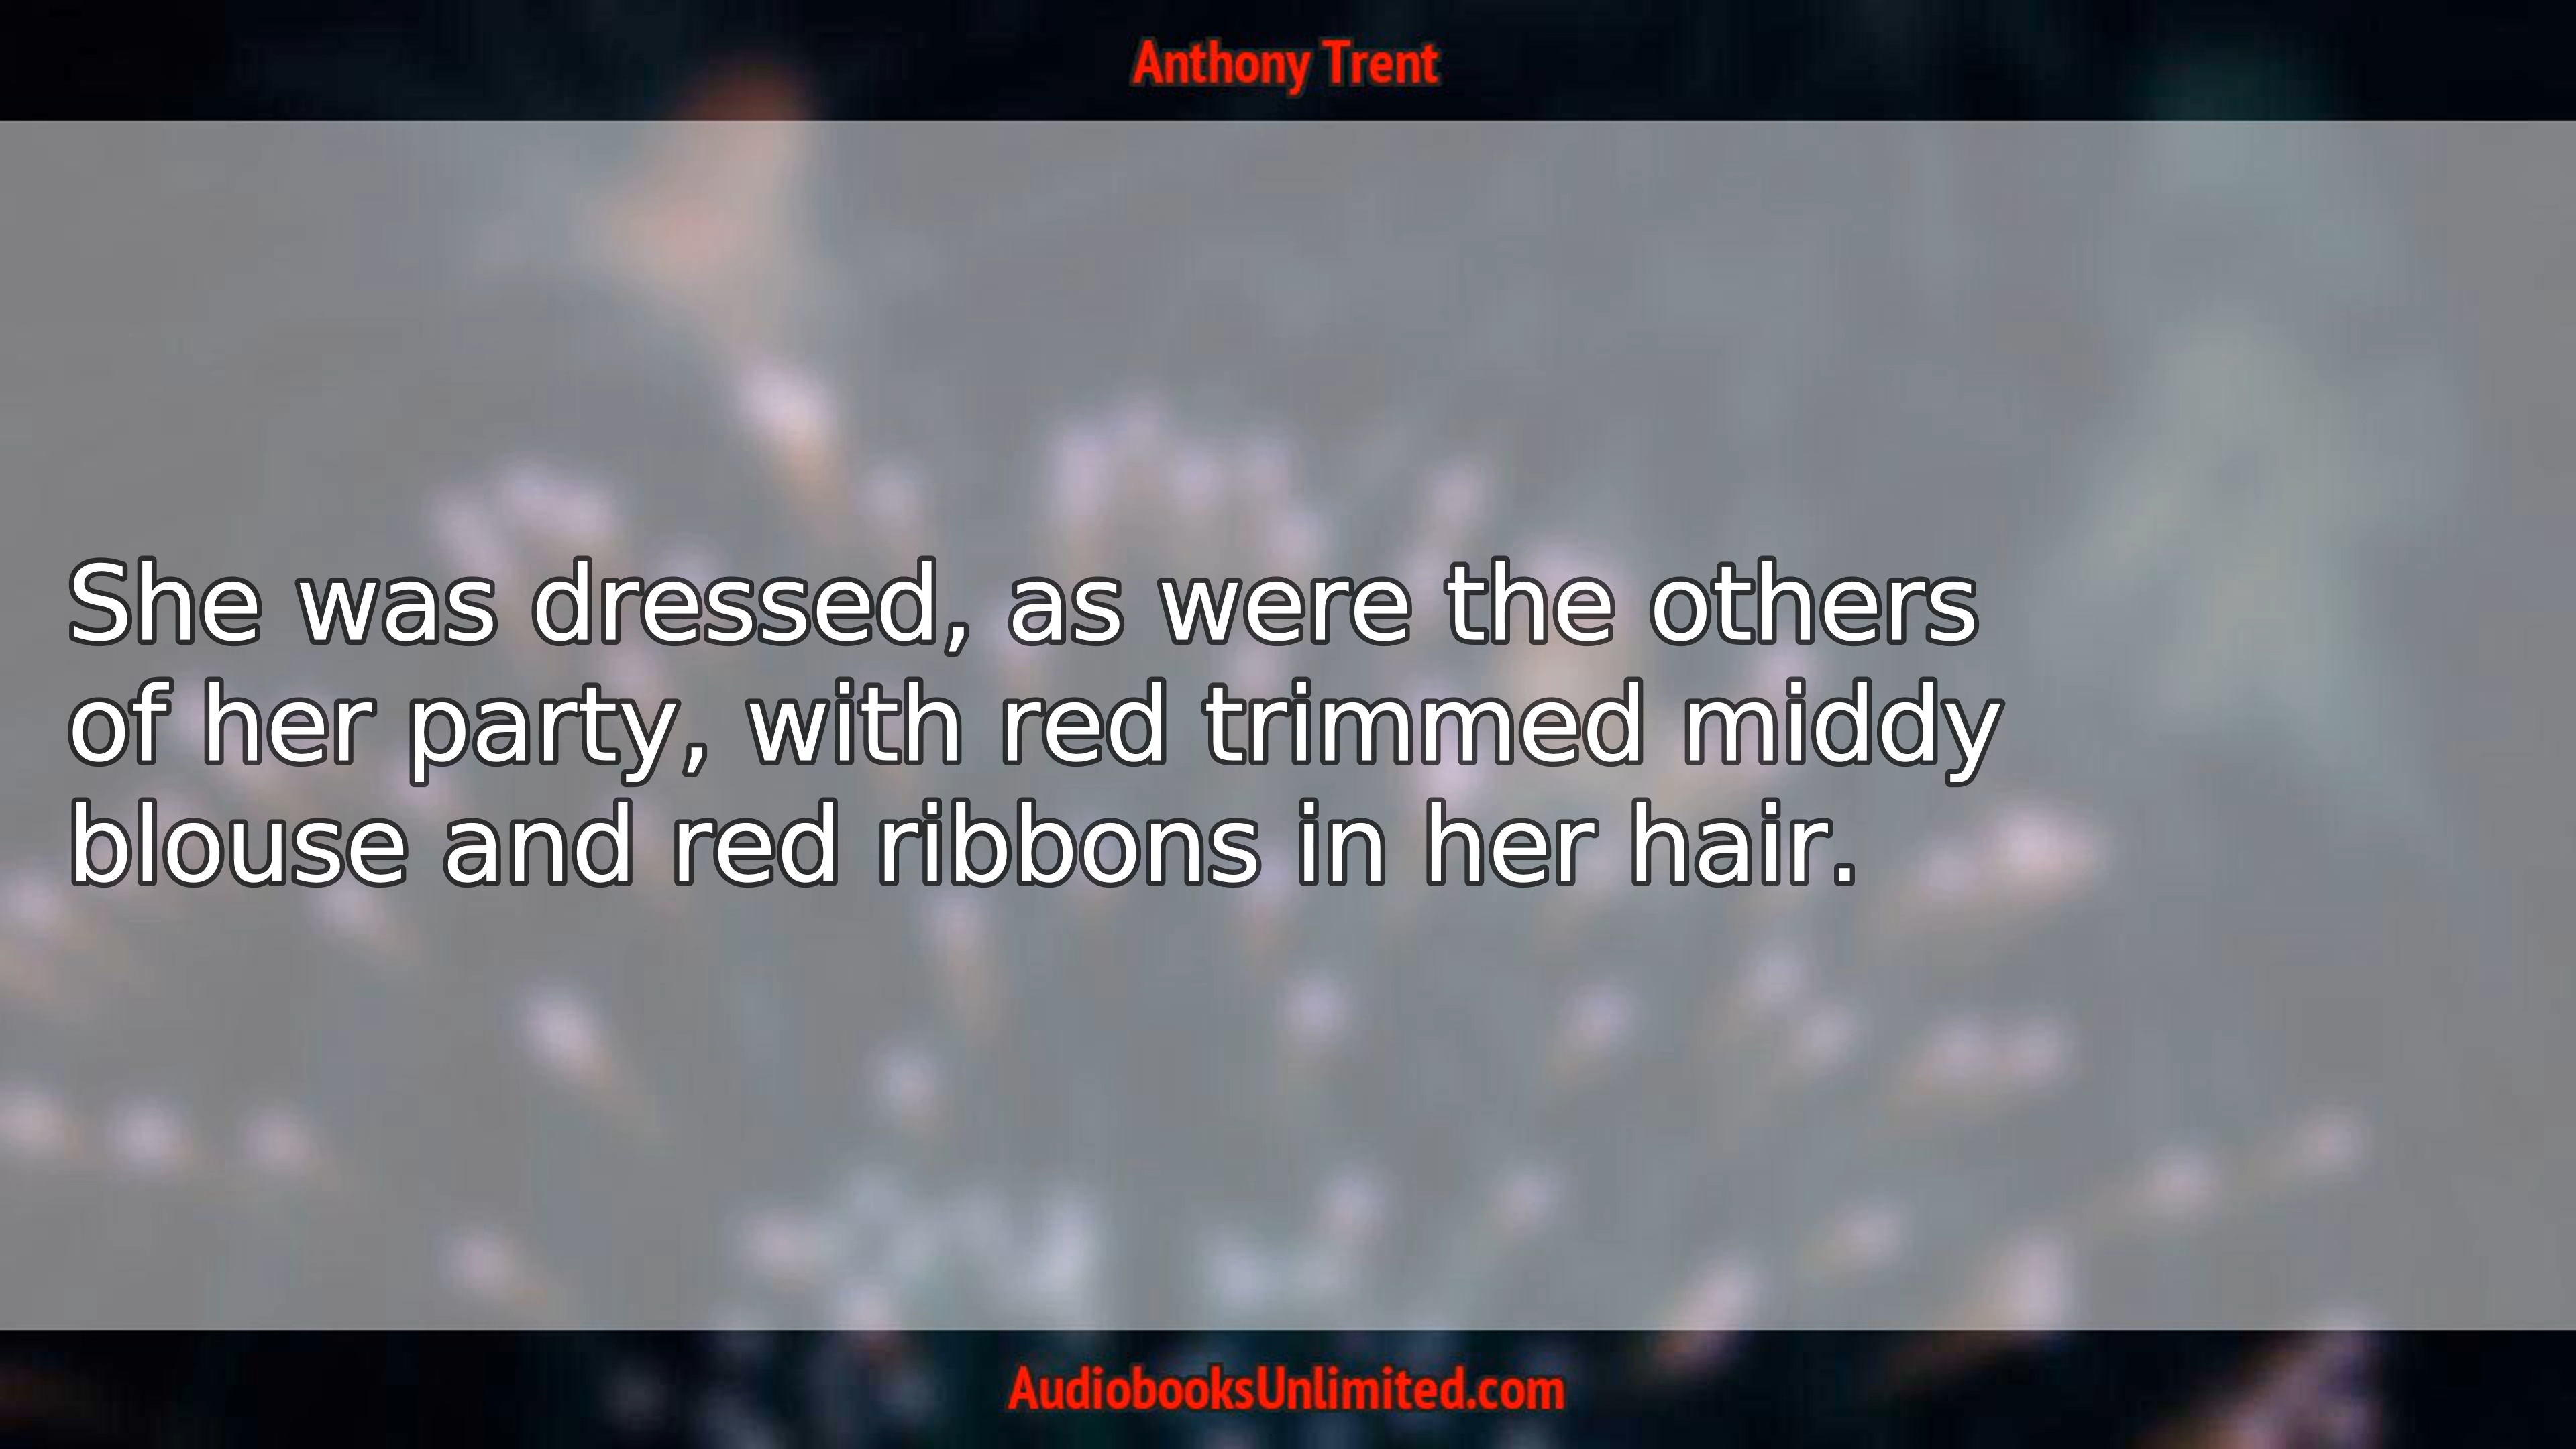 Anthony Trent
She was dressed, as were the others
of her party, with red trimmed middy
blouse and red ribbons in her hair.
AudiobooksUnlimited.com